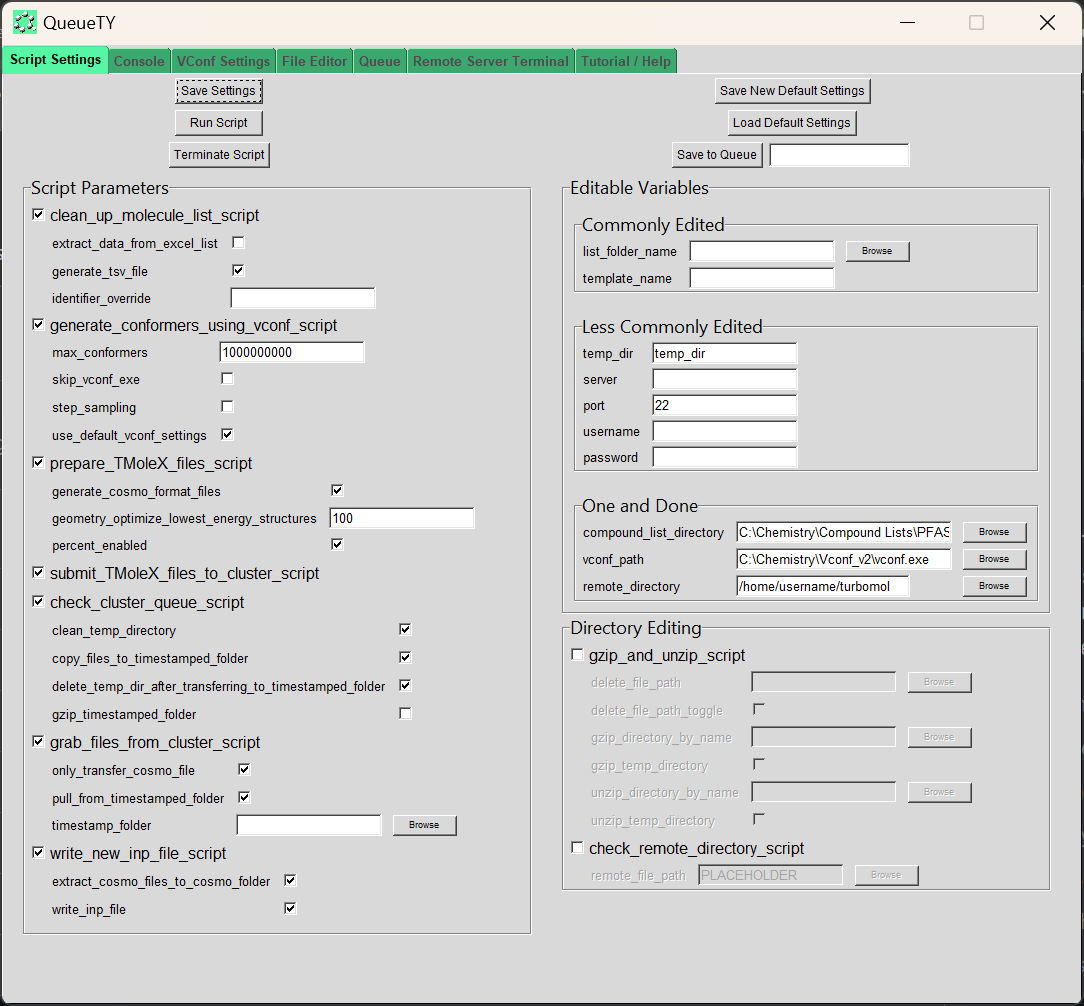 QueueTY
Script Settings Console VConf Settings File Editor Queue Remote Server Terminal Tutorial / Help
Save Settings
Run Script
Terminate Script
Save New Default Settings
Load Default Settings
Save to Queue
Script Parameters
clean_up_molecule_list_script
extract_data_from_excel_list
generate_tsv_file
identifier_override
generate_conformers_using_vconf_script
max_conformers 1000000000
skip_vconf_exe
step_sampling
use_default_vconf_settings
prepare_TMoleX_files_script
generate_cosmo_format_files
geometry_optimize_lowest_energy_structures 100
percent_enabled
submit_TMoleX_files_to_cluster_script
check_cluster_queue_script
clean_temp_directory
copy_files_to_timestamped_folder
delete_temp_dir_after_transferring_to_timestamped_folder
gzip_timestamped_folder
grab_files_from_cluster_script
only_transfer_cosmo_file
pull_from_timestamped_folder
timestamp_folder Browse
write_new_inp_file_script
extract_cosmo_files_to_cosmo_folder
write_inp_file
Editable Variables
Commonly Edited
list_folder_name Browse
template_name
Less Commonly Edited
temp_dir temp_dir
server
port 22
username
password
One and Done
compound_list_directory C:\Chemistry\Compound Lists\PFAS Browse
vconf_path C:\Chemistry\Vconf_v2\vconf.exe Browse
remote_directory /home/username/turbomol Browse
Directory Editing
gzip_and_unzip_script
delete_file_path Browse
delete_file_path_toggle
gzip_directory_by_name Browse
gzip_temp_directory
unzip_directory_by_name Browse
unzip_temp_directory
check_remote_directory_script
remote_file_path PLACEHOLDER Browse